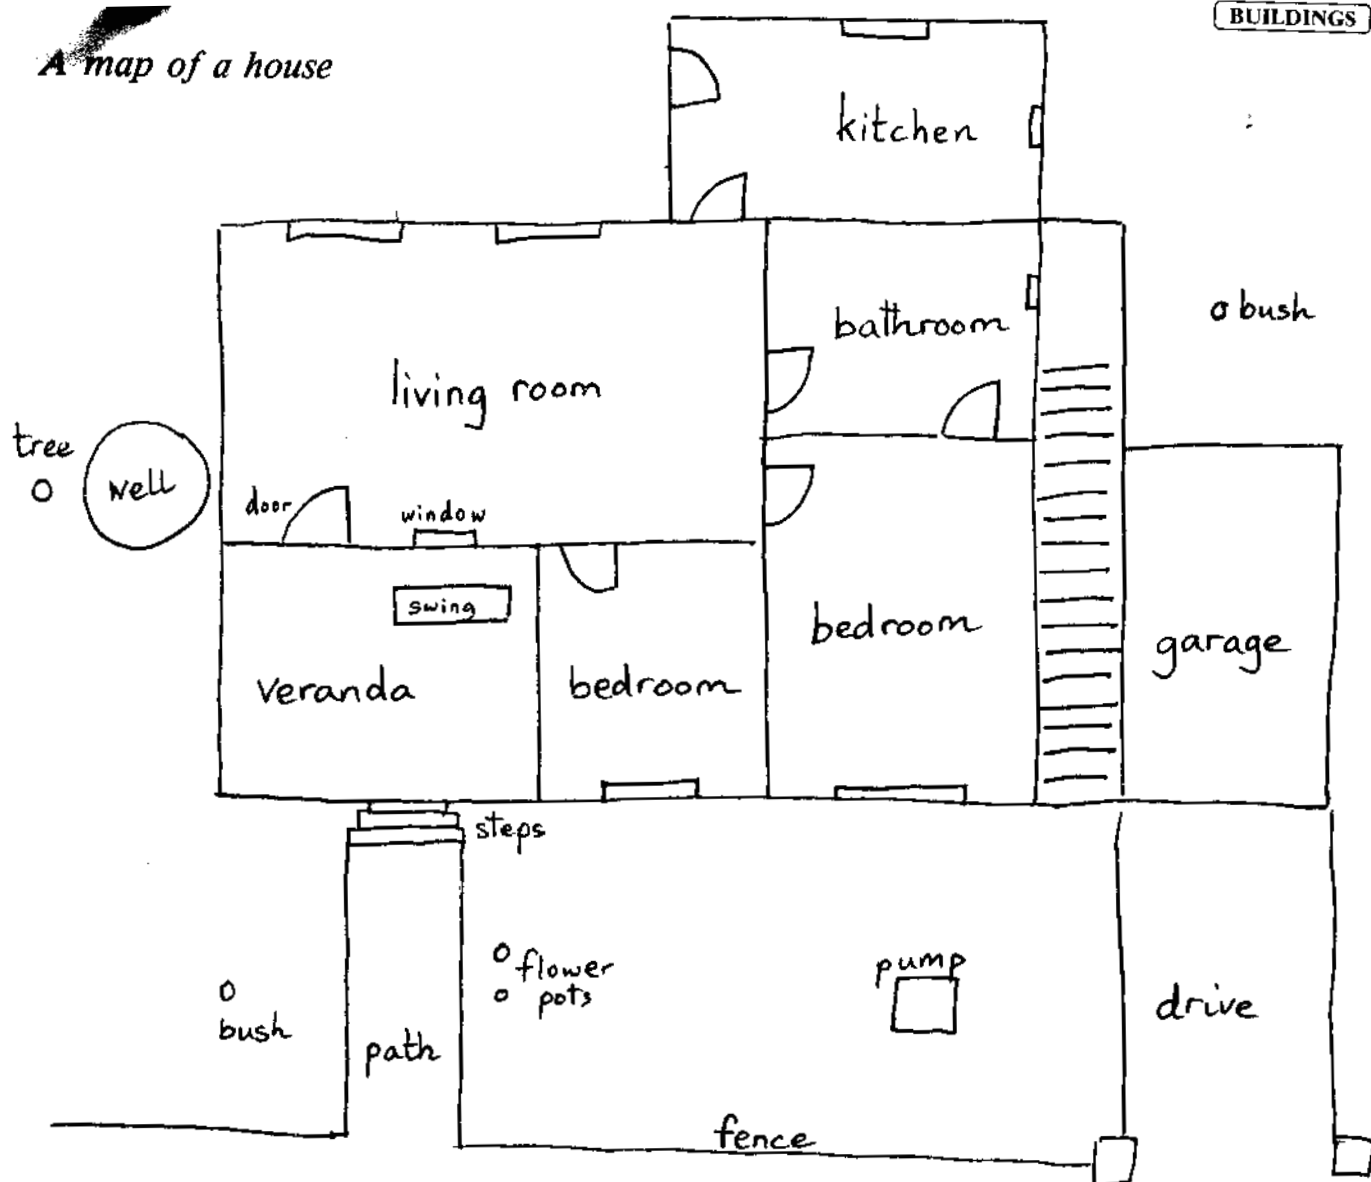 BUILDINGS
A map of a house
kitchen
bathroom
bush
living room
tree
Well
door
window
swing
veranda
bedroom
bedroom
garage
steps
flower
pots
pump
bush
path
drive
fence